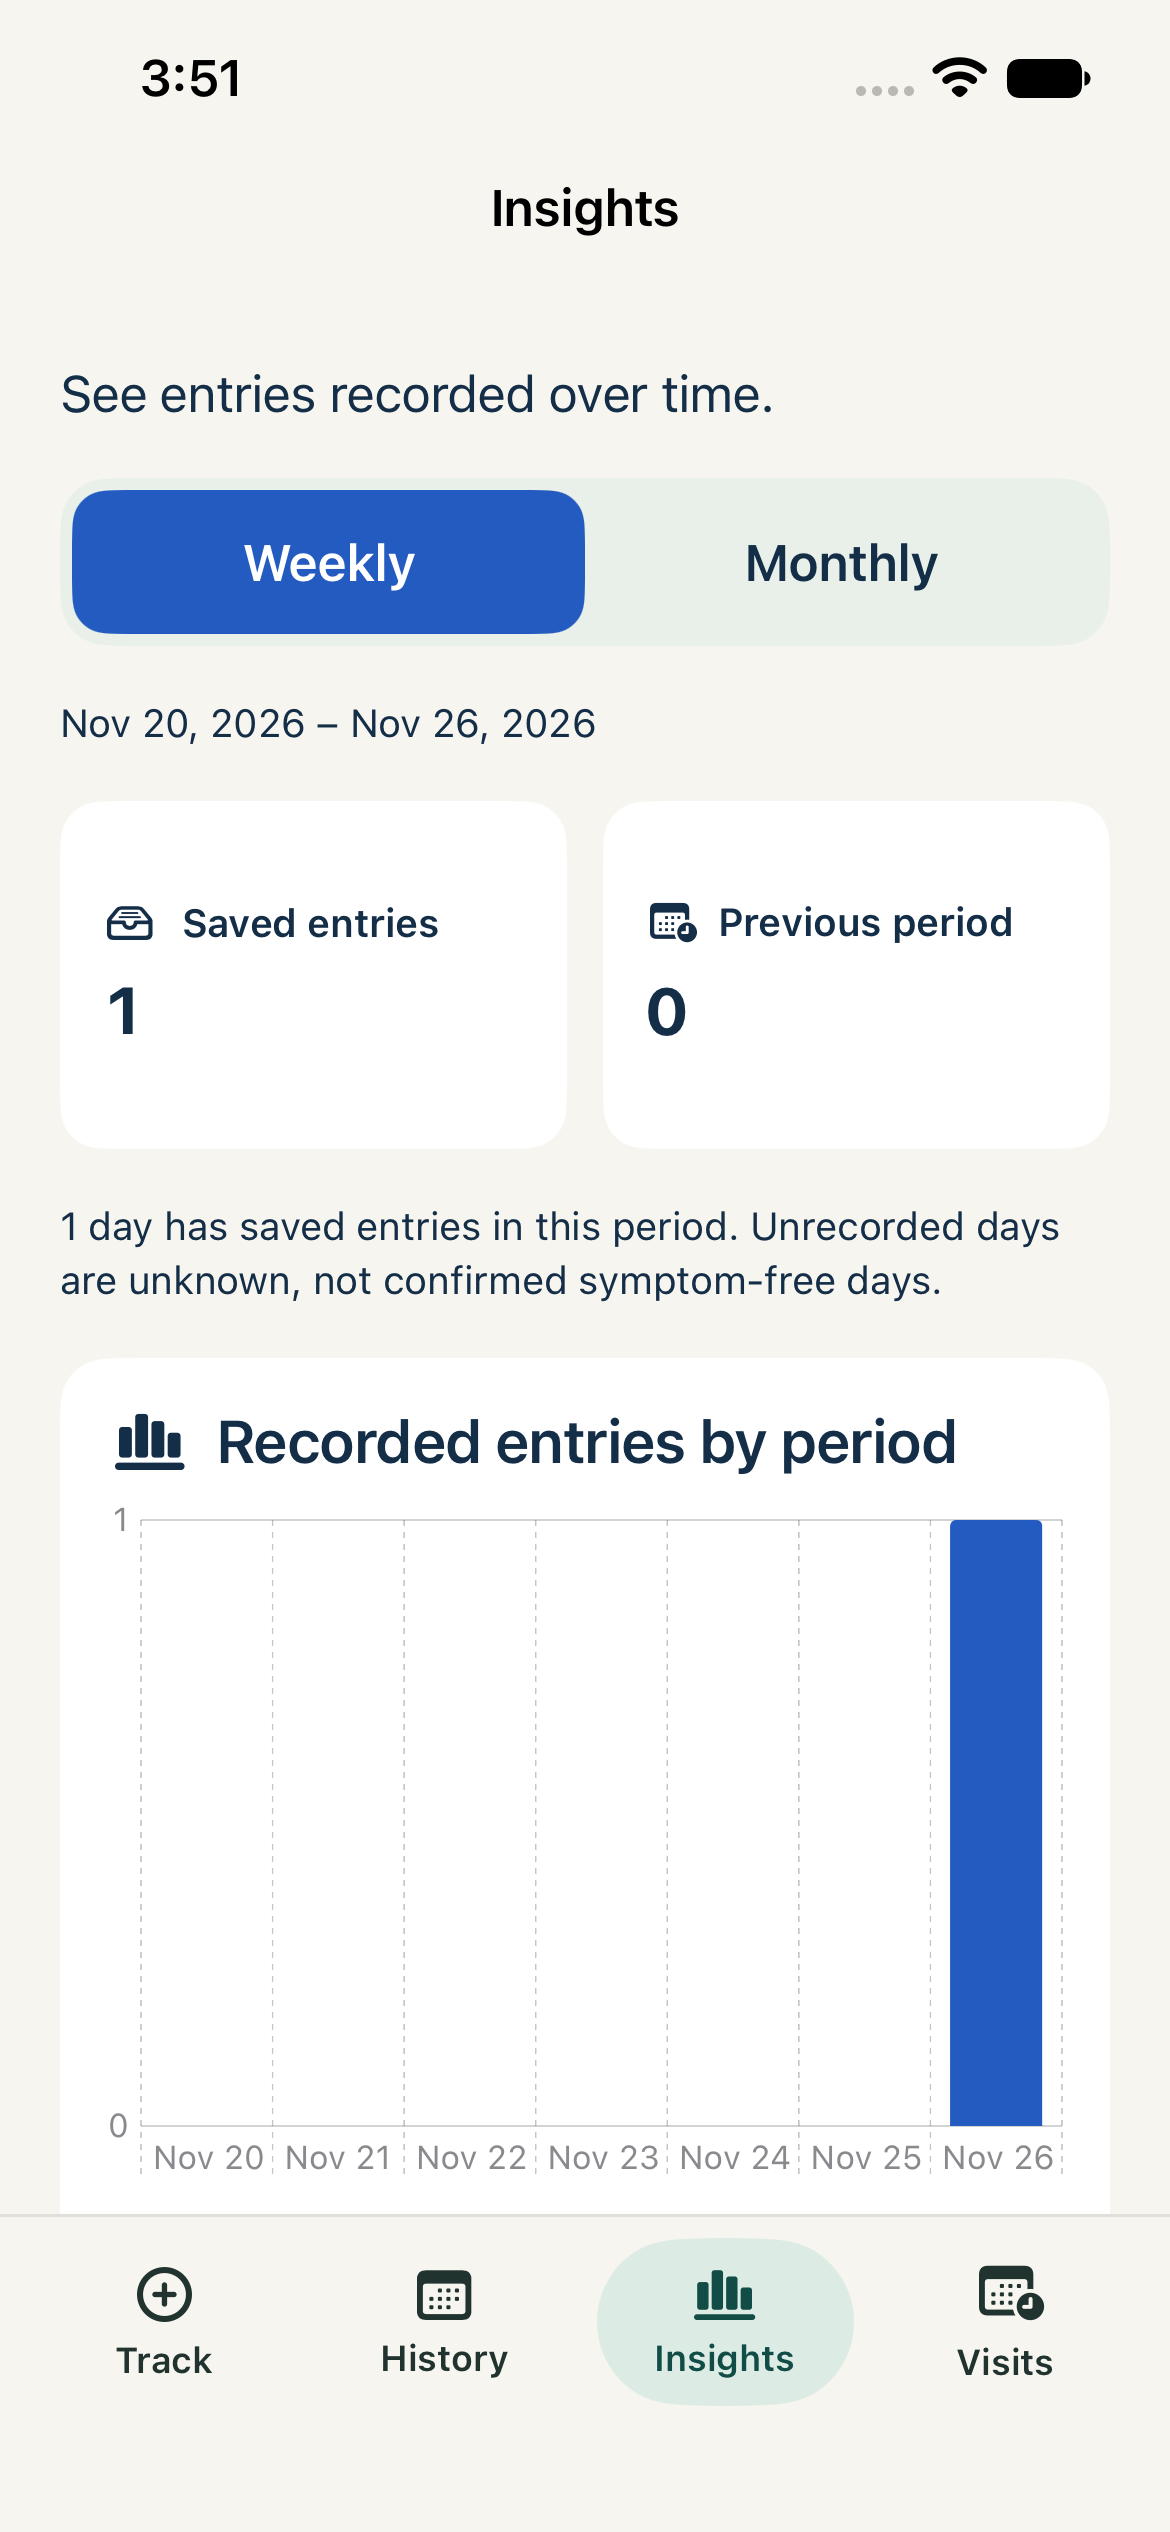 3:51
Insights
See entries recorded over time.
Weekly
Monthly
Nov 20, 2026 – Nov 26, 2026
Saved entries
1
Previous period
0
1 day has saved entries in this period. Unrecorded days
are unknown, not confirmed symptom-free days.
Recorded entries by period
1
0
Nov 20 Nov 21 Nov 22 Nov 23 Nov 24 Nov 25 Nov 26
Track
History
Insights
Visits